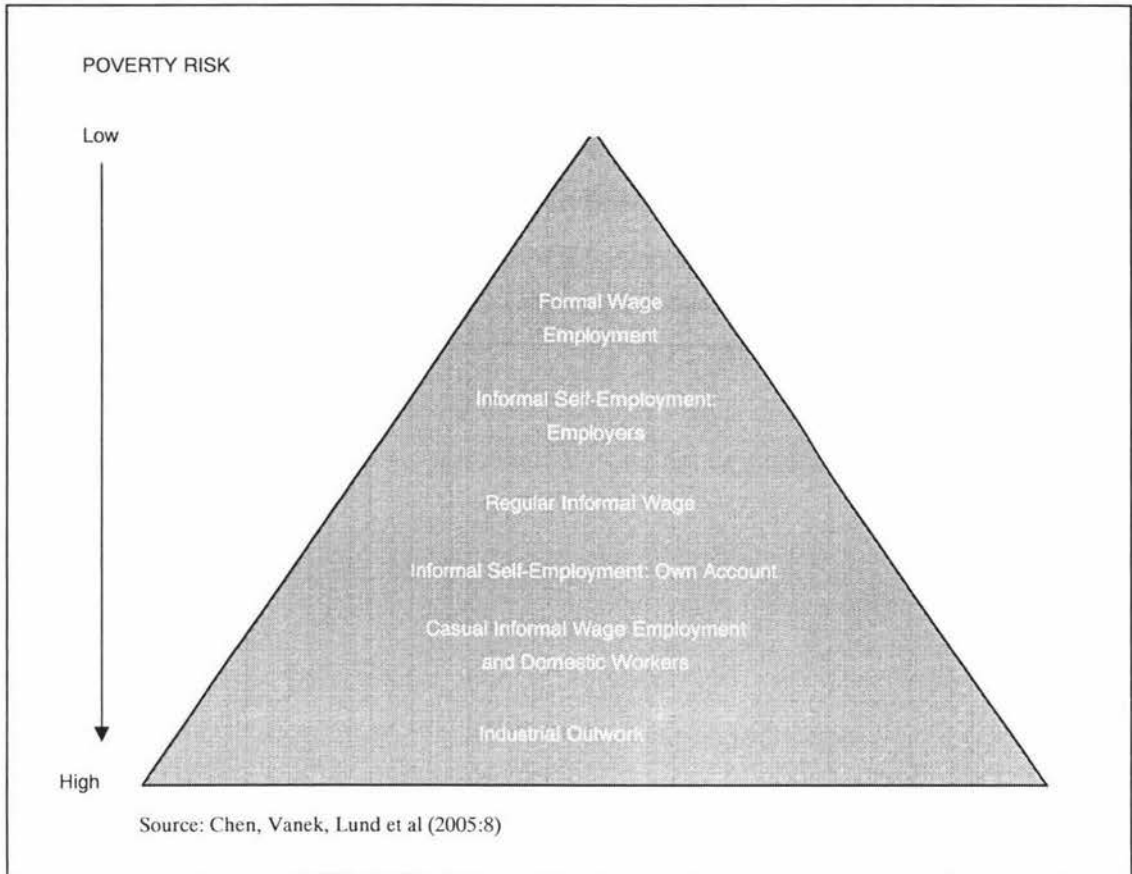 POVERTY RISK
Low
Formal Wage
Employment
Informal Self-Employment:
Employers
Regular Informal Wage
Informal Self-Employment: Own Account
Casual Informal Wage Employment
and Domestic Workers
Industrial Outwork
High
Source: Chen, Vanek, Lund et al (2005:8)